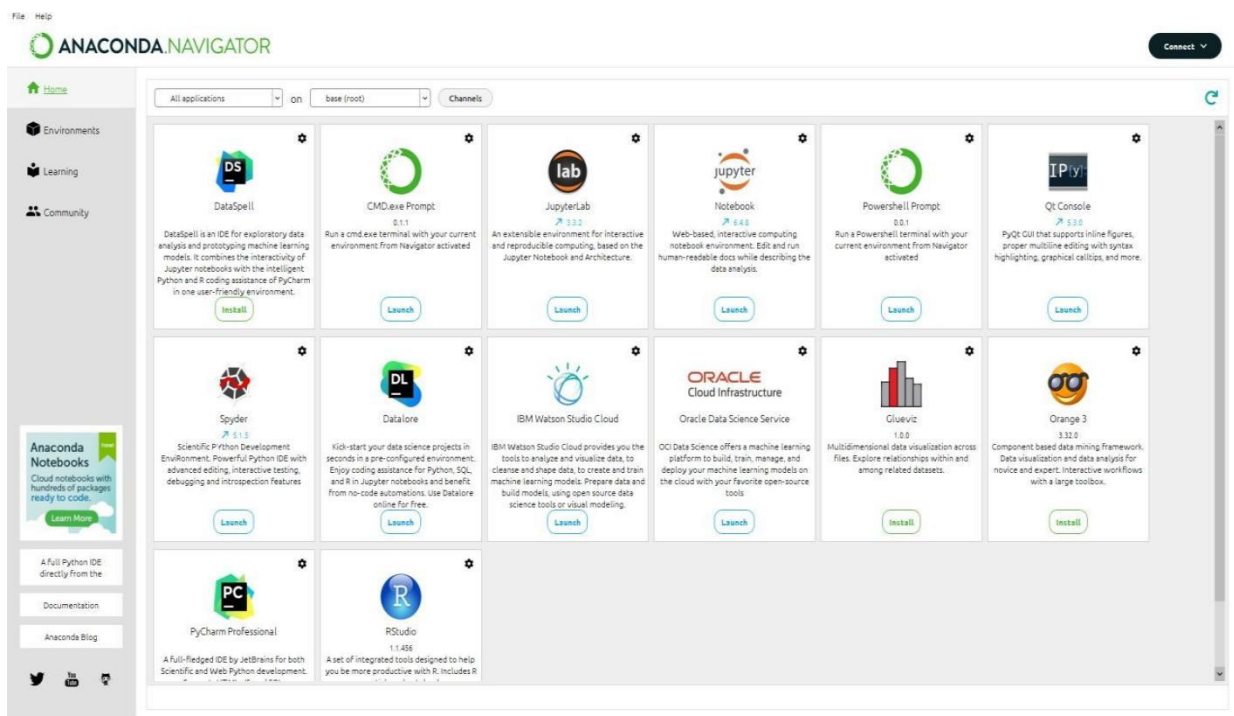 File Help
ANACONDA.NAVIGATOR
Connect
Home
Environments
Learning
Community
All applications
on
base (root)
Channels
DS
DataSpell
DataSpell is an IDE for exploratory data
analysis and prototyping machine learning
models. It combines the interactivity of
Jupyter notebooks with the intelligent
Python and R coding assistance of PyCharm
in one user-friendly environment.
Install
CMD.exe Prompt
0.1.1
Run a cmd.exe terminal with your current
environment from Navigator activated
Launch
lab
JupyterLab
3.3.2
An extensible environment for interactive
and reproducible computing, based on the
Jupyter Notebook and Architecture.
Launch
jupyter
Notebook
6.4.8
Web-based, interactive computing
notebook environment. Edit and run
human-readable docs while describing the
data analysis.
Launch
Powershell Prompt
0.0.1
Run a Powershell terminal with your
current environment from Navigator
activated
Launch
IP[y]:
Qt Console
5.3.0
PyQt GUI that supports inline figures,
proper multiline editing with syntax
highlighting, graphical calltips, and more.
Launch
Spyder
5.1.5
Scientific PYthon Development
EnviRonment. Powerful Python IDE with
advanced editing, interactive testing,
debugging and introspection features
Launch
DL
Datalore
Kick-start your data science projects in
seconds in a pre-configured environment.
Enjoy coding assistance for Python, SQL,
and R in Jupyter notebooks and benefit
from no-code automations. Use Datalore
online for free.
Launch
IBM Watson Studio Cloud
IBM Watson Studio Cloud provides you the
tools to analyze and visualize data, to
cleanse and shape data, to create and train
machine learning models. Prepare data and
build models, using open source data
science tools or visual modeling.
Launch
ORACLE
Cloud Infrastructure
Oracle Data Science Service
OCI Data Science offers a machine learning
platform to build, train, manage, and
deploy your machine learning models on
the cloud with your favorite open-source
tools
Launch
Glueviz
1.0.0
Multidimensional data visualization across
files. Explore relationships within and
among related datasets.
Install
Orange 3
3.32.0
Component based data mining framework.
Data visualization and data analysis for
novice and expert. Interactive workflows
with a large toolbox.
Install
PC
PyCharm Professional
A full-fledged IDE by JetBrains for both
Scientific and Web Python development.
R
RStudio
1.1.456
A set of integrated tools designed to help
you be more productive with R. Includes R
Anaconda
Notebooks
new!
Cloud notebooks with
hundreds of packages
ready to code.
Learn More
A full Python IDE
directly from the
Documentation
Anaconda Blog
You
Tube